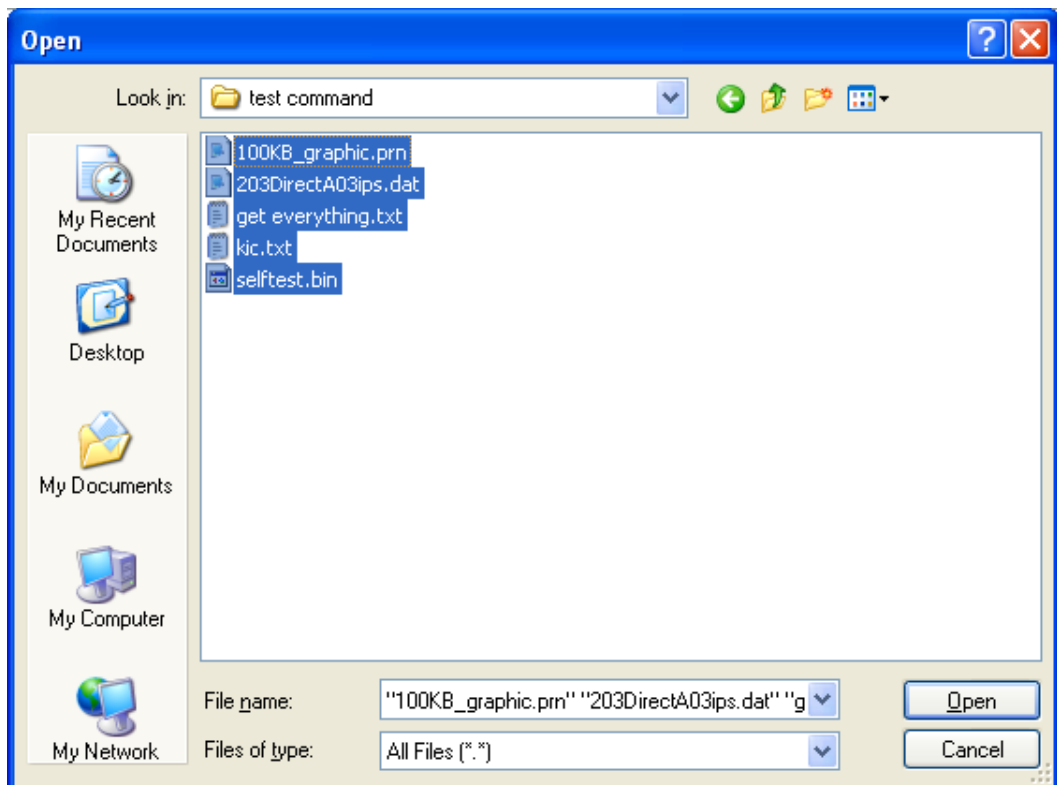 Open
Look in: test command
100KB_graphic.prn
203DirectA03ips.dat
get everything.txt
kic.txt
selftest.bin
My Recent
Documents
Desktop
My Documents
My Computer
My Network
File name: "100KB_graphic.prn" "203DirectA03ips.dat" "g
Open
Files of type: All Files (*.*)
Cancel